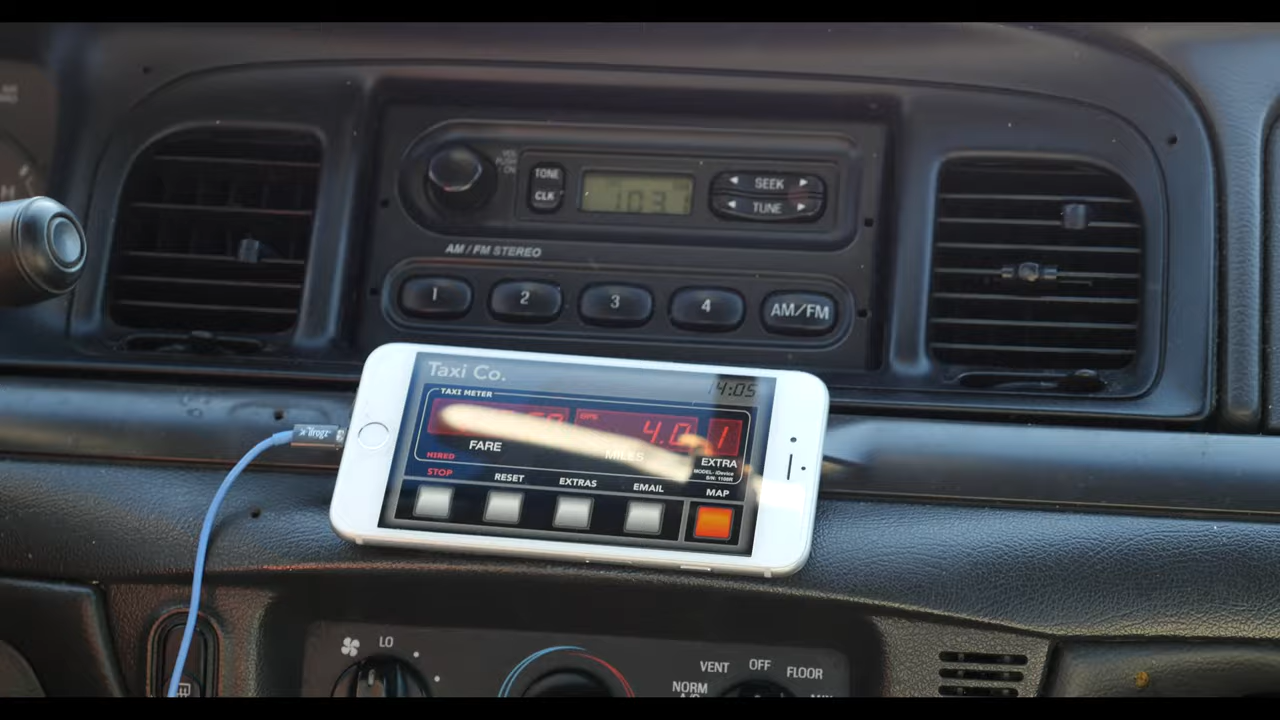 VOL
PUSH
ON
TONE
CLK
1031
SEEK
TUNE
AM/FM STEREO
1
2
3
4
AM/FM
Taxi Co.
14:05
TAXI METER
4.0
1
FARE
MILES
EXTRA
HIRED
STOP
RESET
EXTRAS
EMAIL
MAP
ifrogz
LO
VENT
OFF
FLOOR
NORM
A/C